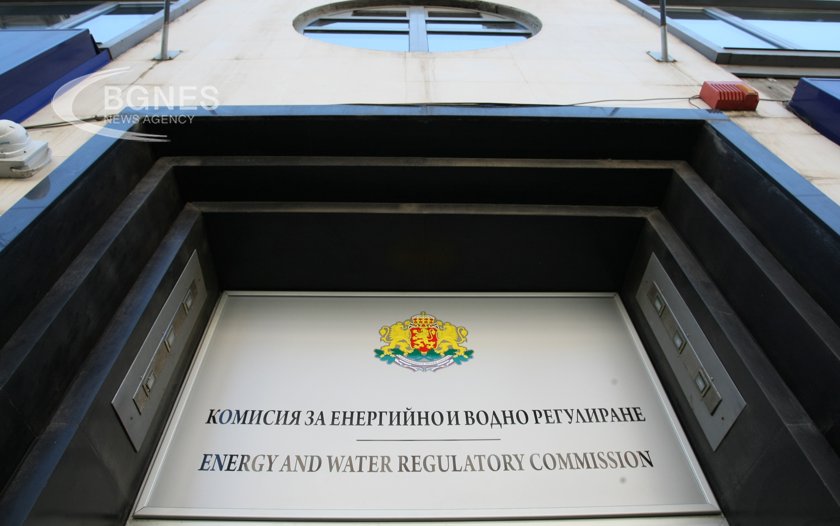 BGNES
NEWS AGENCY
КОМИСИЯ ЗА ЕНЕРГИЙНО И ВОДНО РЕГУЛИРАНЕ
ENERGY AND WATER REGULATORY COMMISSION